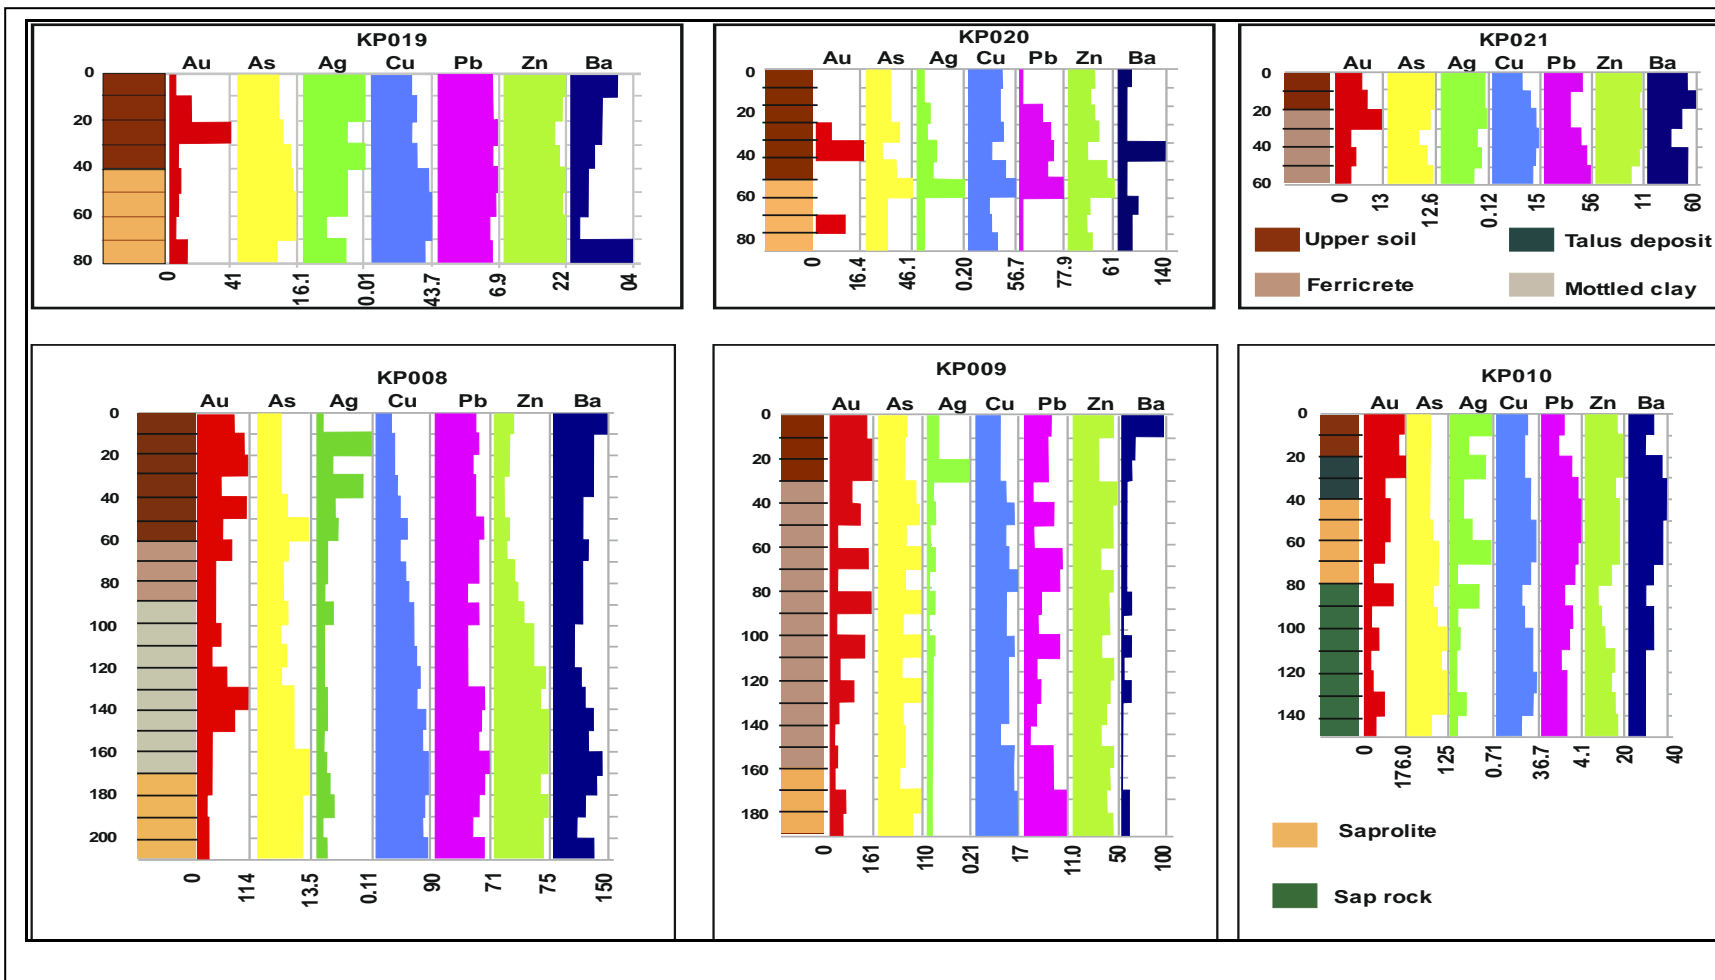 KP019
Au As Ag Cu Pb Zn Ba
0
20
40
60
80
0 41 16.1 0.01 43.7 6.9 22 04
KP020
Au As Ag Cu Pb Zn Ba
0
20
40
60
80
0 16.4 46.1 0.20 56.7 77.9 61 140
KP021
Au As Ag Cu Pb Zn Ba
0
20
40
60
0 13 12.6 0.12 15 56 11 60
Upper soil
Talus deposit
Ferricrete
Mottled clay
KP008
Au As Ag Cu Pb Zn Ba
0
20
40
60
80
100
120
140
160
180
200
0 114 13.5 0.11 90 71 75 150
KP009
Au As Ag Cu Pb Zn Ba
0
20
40
60
80
100
120
140
160
180
0 161 110 0.21 17 11.0 50 100
KP010
Au As Ag Cu Pb Zn Ba
0
20
40
60
80
100
120
140
0 176.0 125 0.71 36.7 4.1 20 40
Saprolite
Sap rock